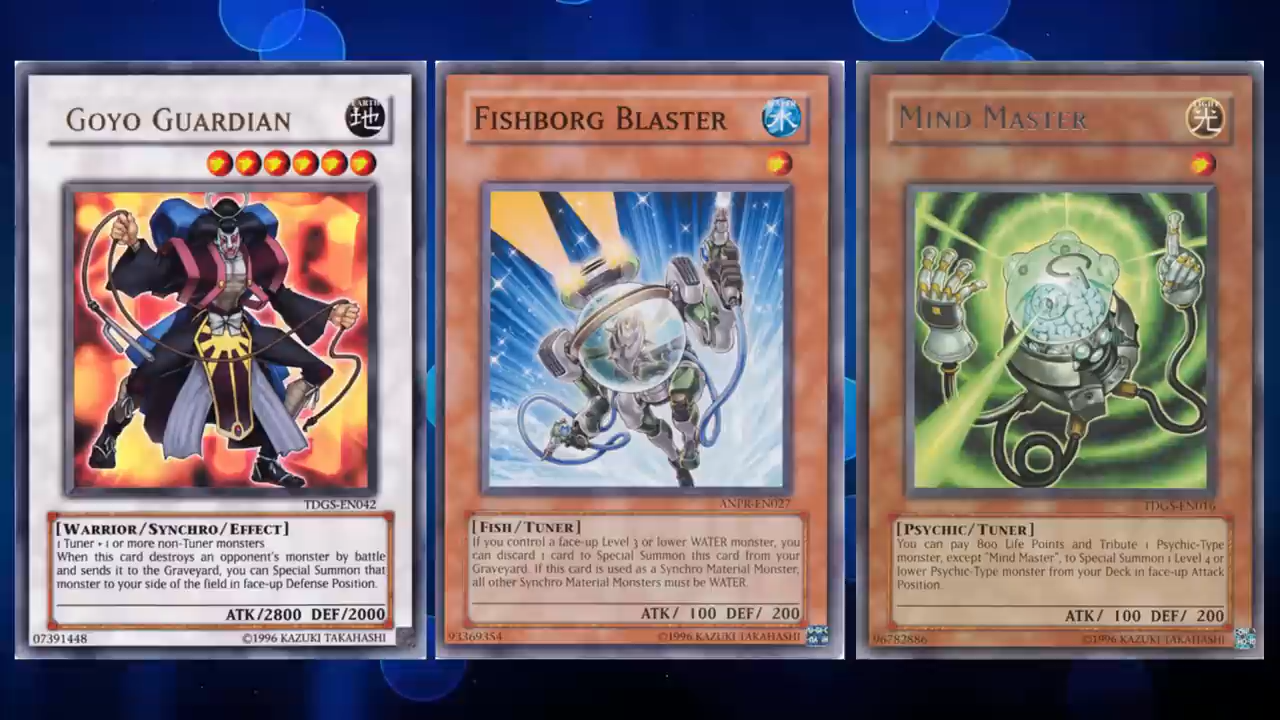 GOYO GUARDIAN
EARTH
地
TDGS-EN042
[WARRIOR/SYNCHRO/EFFECT]
1 Tuner + 1 or more non-Tuner monsters
When this card destroys an opponent's monster by battle
and sends it to the Graveyard, you can Special Summon that
monster to your side of the field in face-up Defense Position.
ATK/2800 DEF/2000
07391448
©1996 KAZUKI TAKAHASHI
FISHBORG BLASTER
WATER
水
ANPR-EN027
[FISH/TUNER]
If you control a face-up Level 3 or lower WATER monster, you
can discard 1 card to Special Summon this card from your
Graveyard. If this card is used as a Synchro Material Monster,
all other Synchro Material Monsters must be WATER.
ATK/ 100 DEF/ 200
93369354
©1996 KAZUKI TAKAHASHI
MIND MASTER
LIGHT
光
TDGS-EN016
[PSYCHIC/TUNER]
You can pay 800 Life Points and Tribute 1 Psychic-Type
monster, except "Mind Master", to Special Summon 1 Level 4 or
lower Psychic-Type monster from your Deck in face-up Attack
Position.
ATK/ 100 DEF/ 200
96782886
©1996 KAZUKI TAKAHASHI